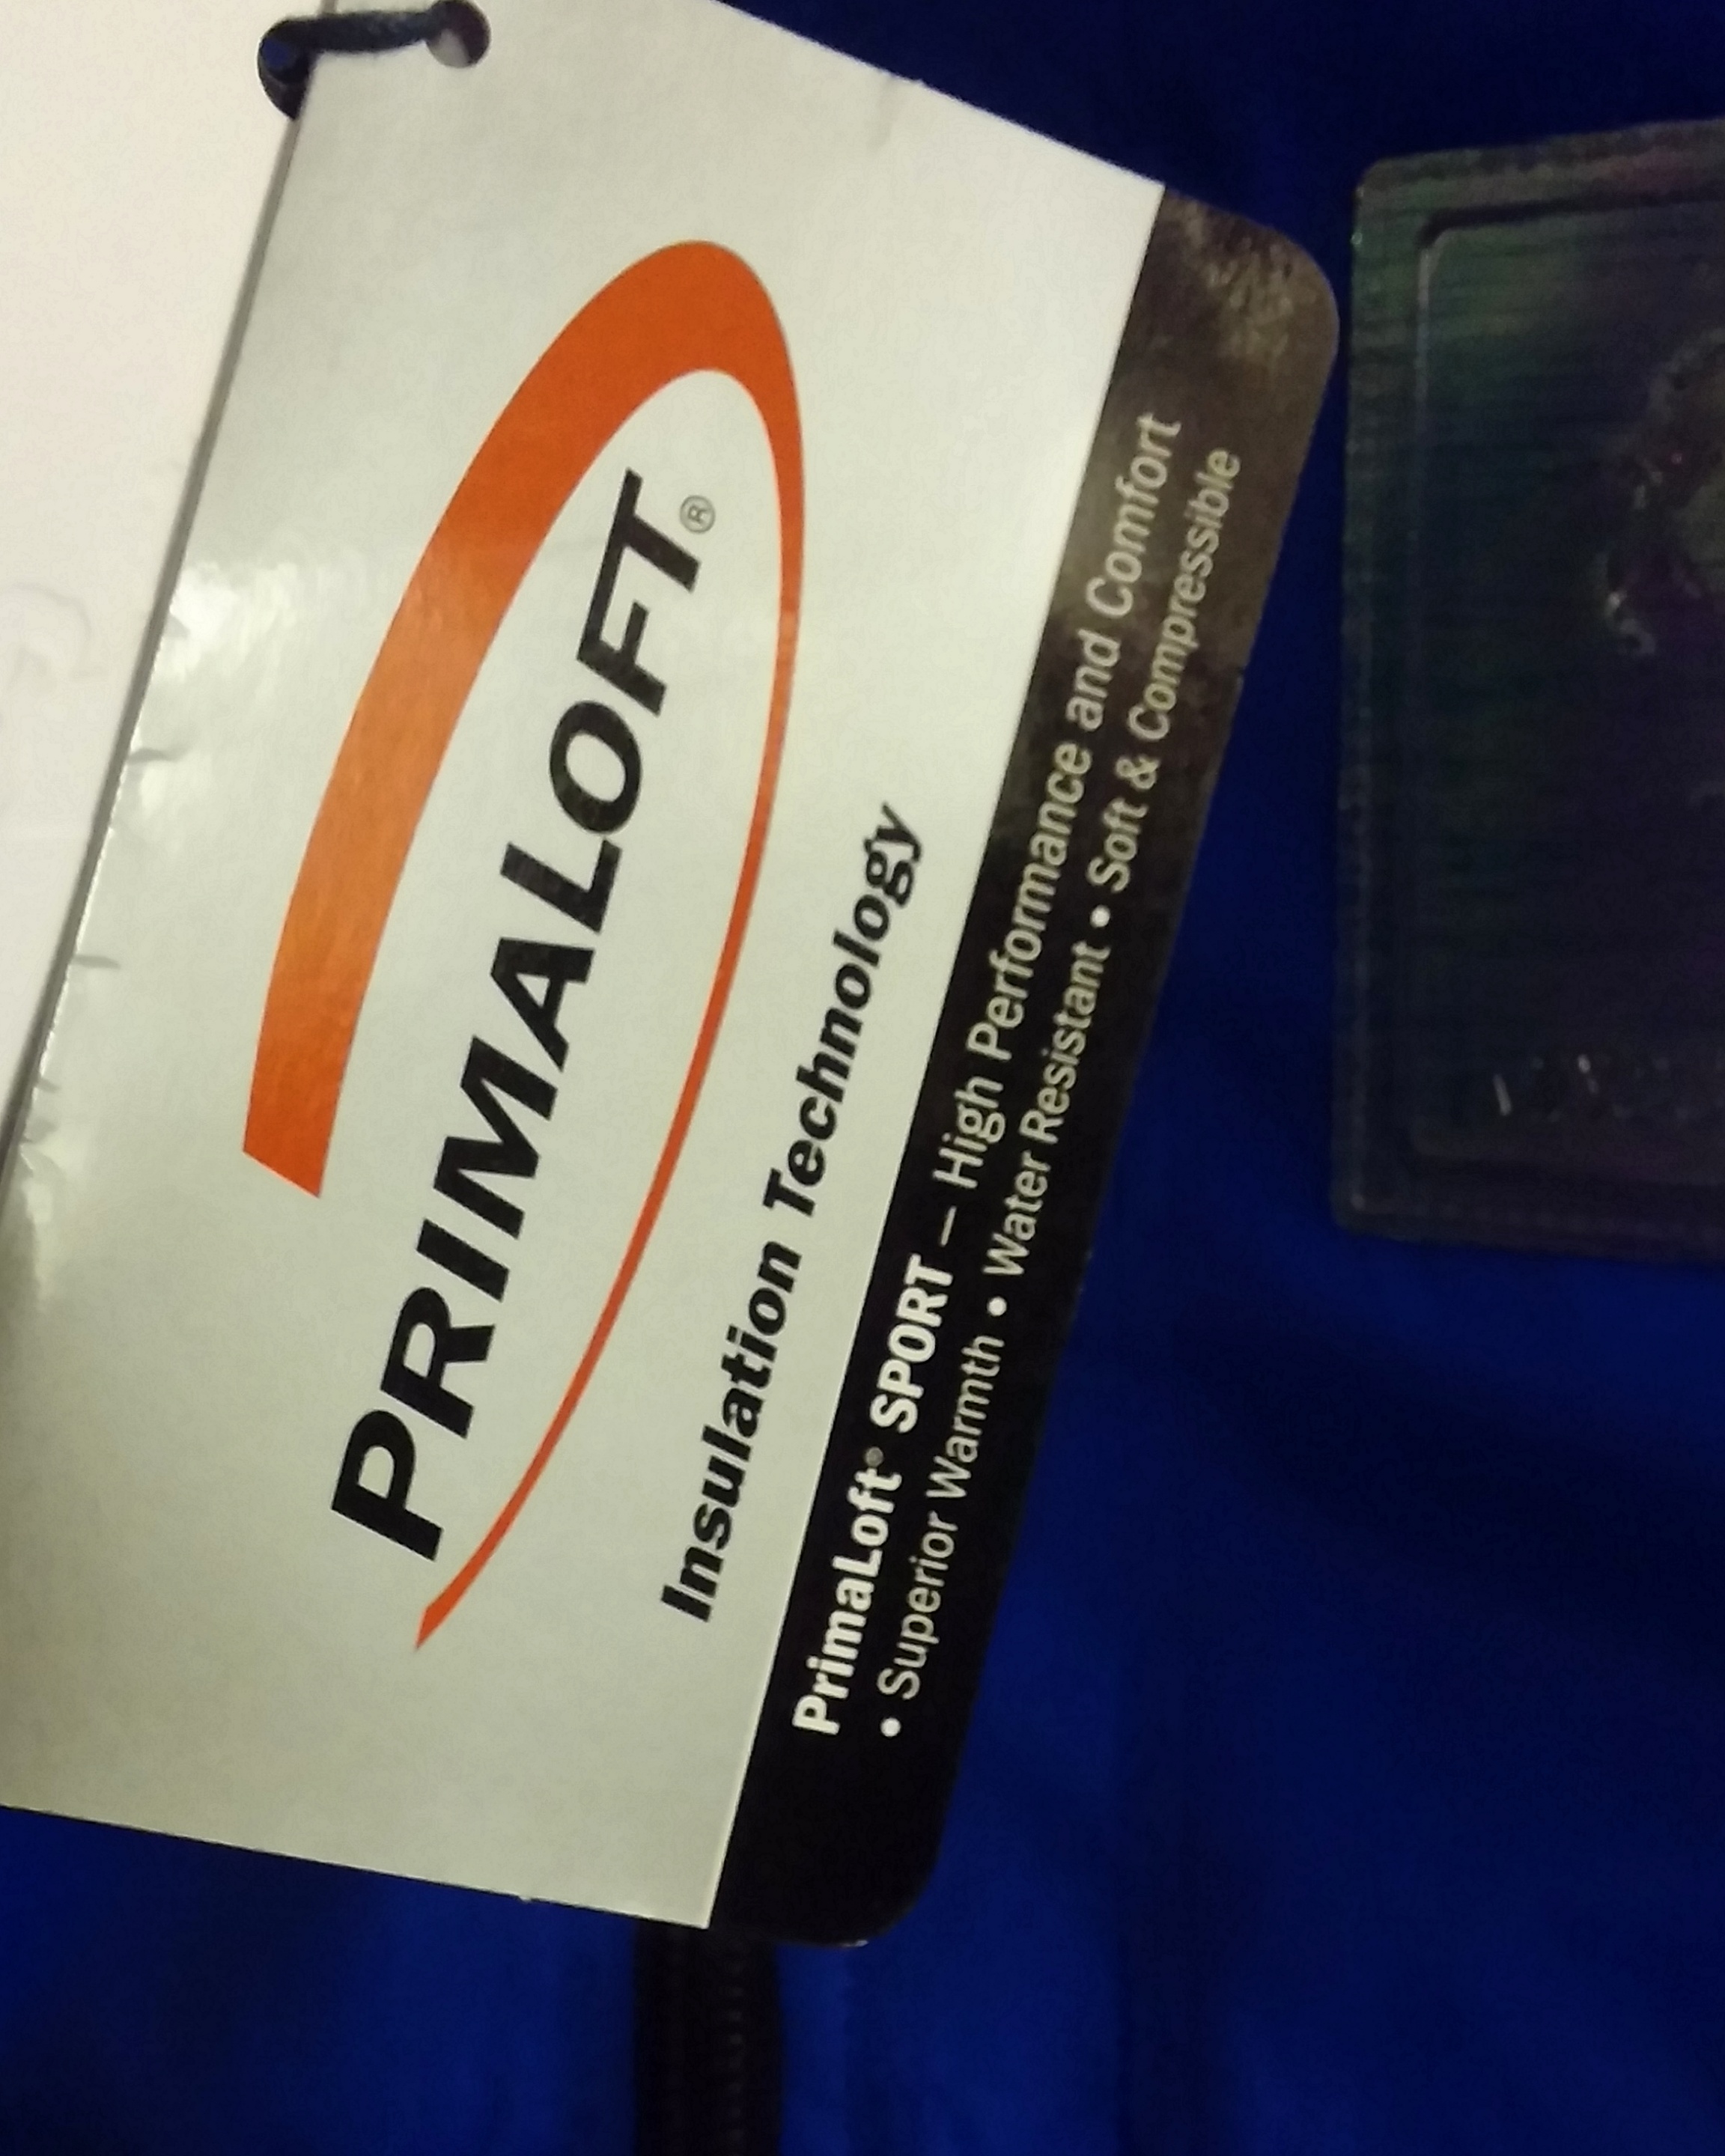 PRIMALOFT®
Insulation Technology
PrimaLoft® SPORT – High Performance and Comfort
• Superior Warmth • Water Resistant • Soft & Compressible